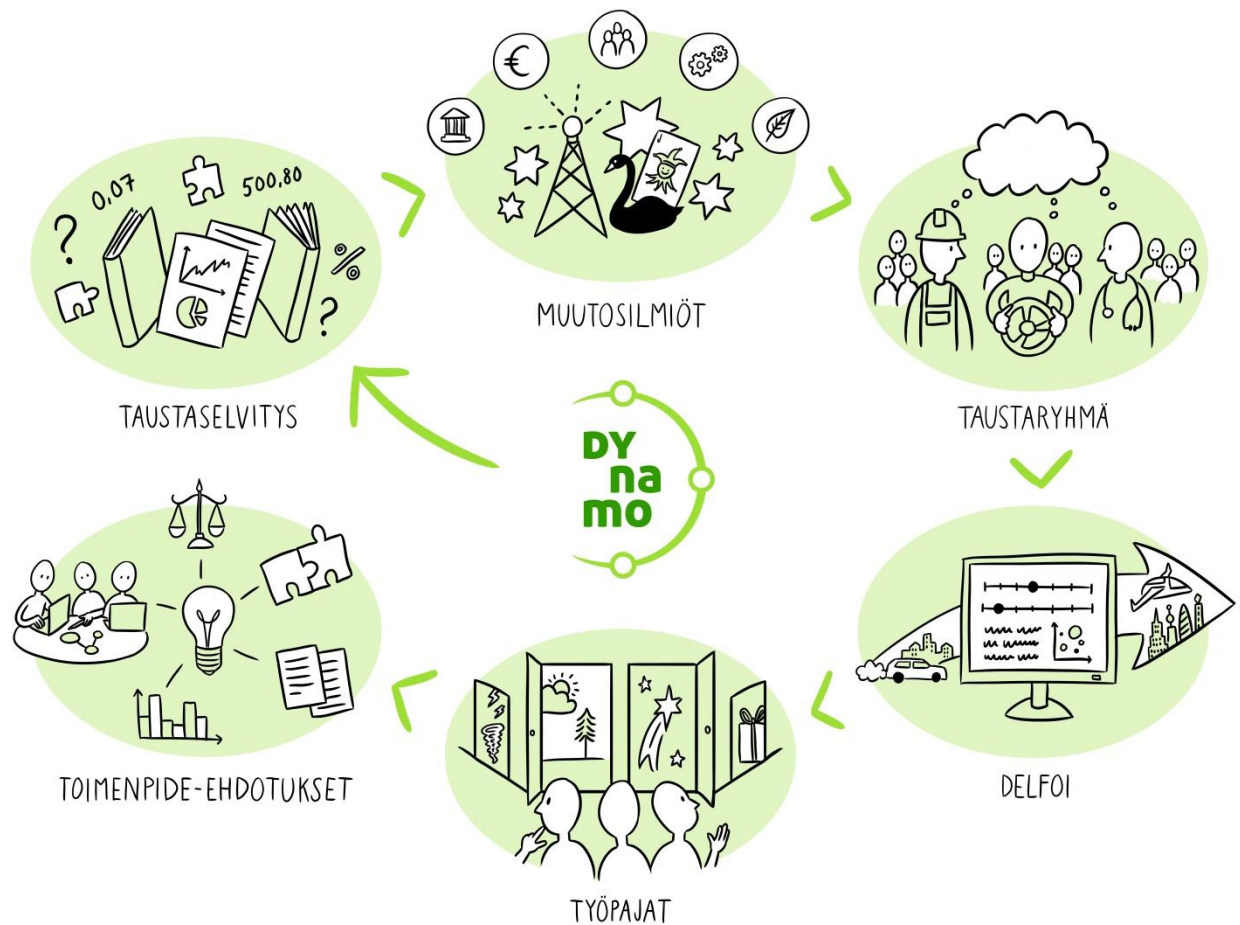 0,07
500,80
?
%
?
€
MUUTOSILMIÖT
TAUSTASELVITYS
TAUSTARYHMÄ
DY
na
mo
TOIMENPIDE-EHDOTUKSET
DELFOI
TYÖPAJAT